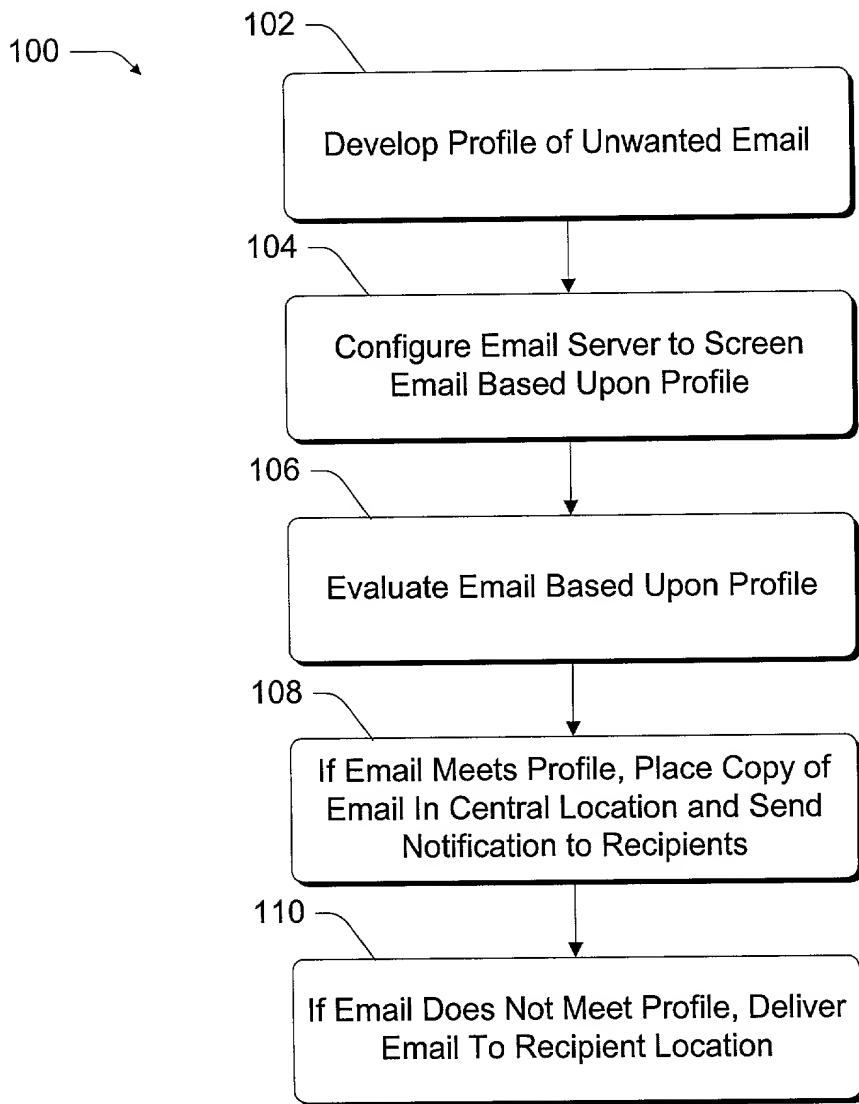 100
102
Develop Profile of Unwanted Email
104
Configure Email Server to Screen
Email Based Upon Profile
106
Evaluate Email Based Upon Profile
108
If Email Meets Profile, Place Copy of
Email In Central Location and Send
Notification to Recipients
110
If Email Does Not Meet Profile, Deliver
Email To Recipient Location